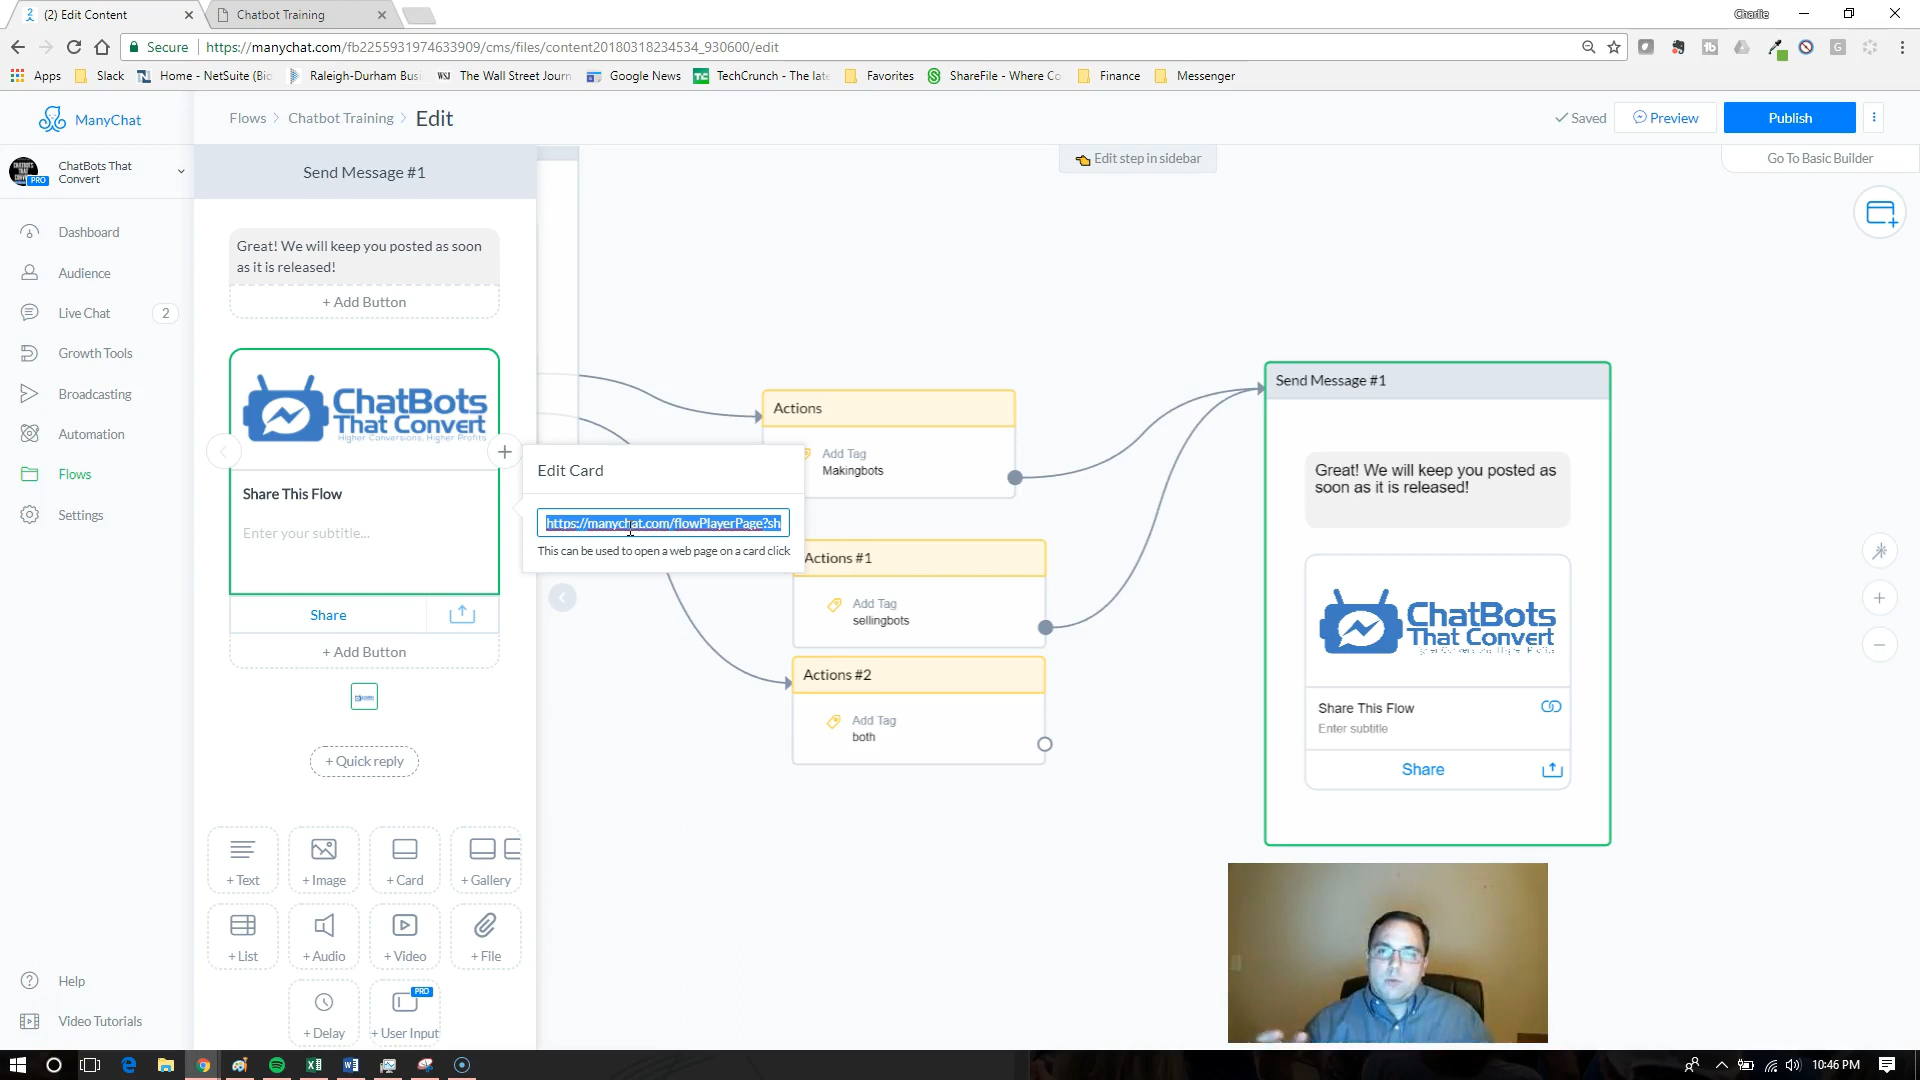 (2) Edit Content
Chatbot Training
Charlie
Secure
https://manychat.com/fb2255931974633909/cms/files/content20180318234534_930600/edit
Apps
Slack
Home - NetSuite (Bio
Raleigh-Durham Busi
WSJ
The Wall Street Journ
Google News
TechCrunch - The late
Favorites
ShareFile - Where Co
Finance
Messenger
ManyChat
Flows > Chatbot Training > Edit
Saved
Preview
Publish
ChatBots That
Convert
PRO
Send Message #1
Edit step in sidebar
Go To Basic Builder
Dashboard
Audience
Live Chat
2
Growth Tools
Broadcasting
Automation
Flows
Settings
Help
Video Tutorials
Great! We will keep you posted as soon
as it is released!
+ Add Button
ChatBots
That Convert
Higher Conversions, Higher Profits
Share This Flow
Enter your subtitle...
Share
+ Add Button
+ Quick reply
+ Text
+ Image
+ Card
+ Gallery
+ List
+ Audio
+ Video
+ File
+ Delay
PRO
+ User Input
Edit Card
https://manychat.com/flowPlayerPage?sh
This can be used to open a web page on a card click
Actions
Add Tag
Makingbots
Actions #1
Add Tag
sellingbots
Actions #2
Add Tag
both
Send Message #1
Great! We will keep you posted as
soon as it is released!
ChatBots
That Convert
Share This Flow
Enter subtitle
Share
10:46 PM